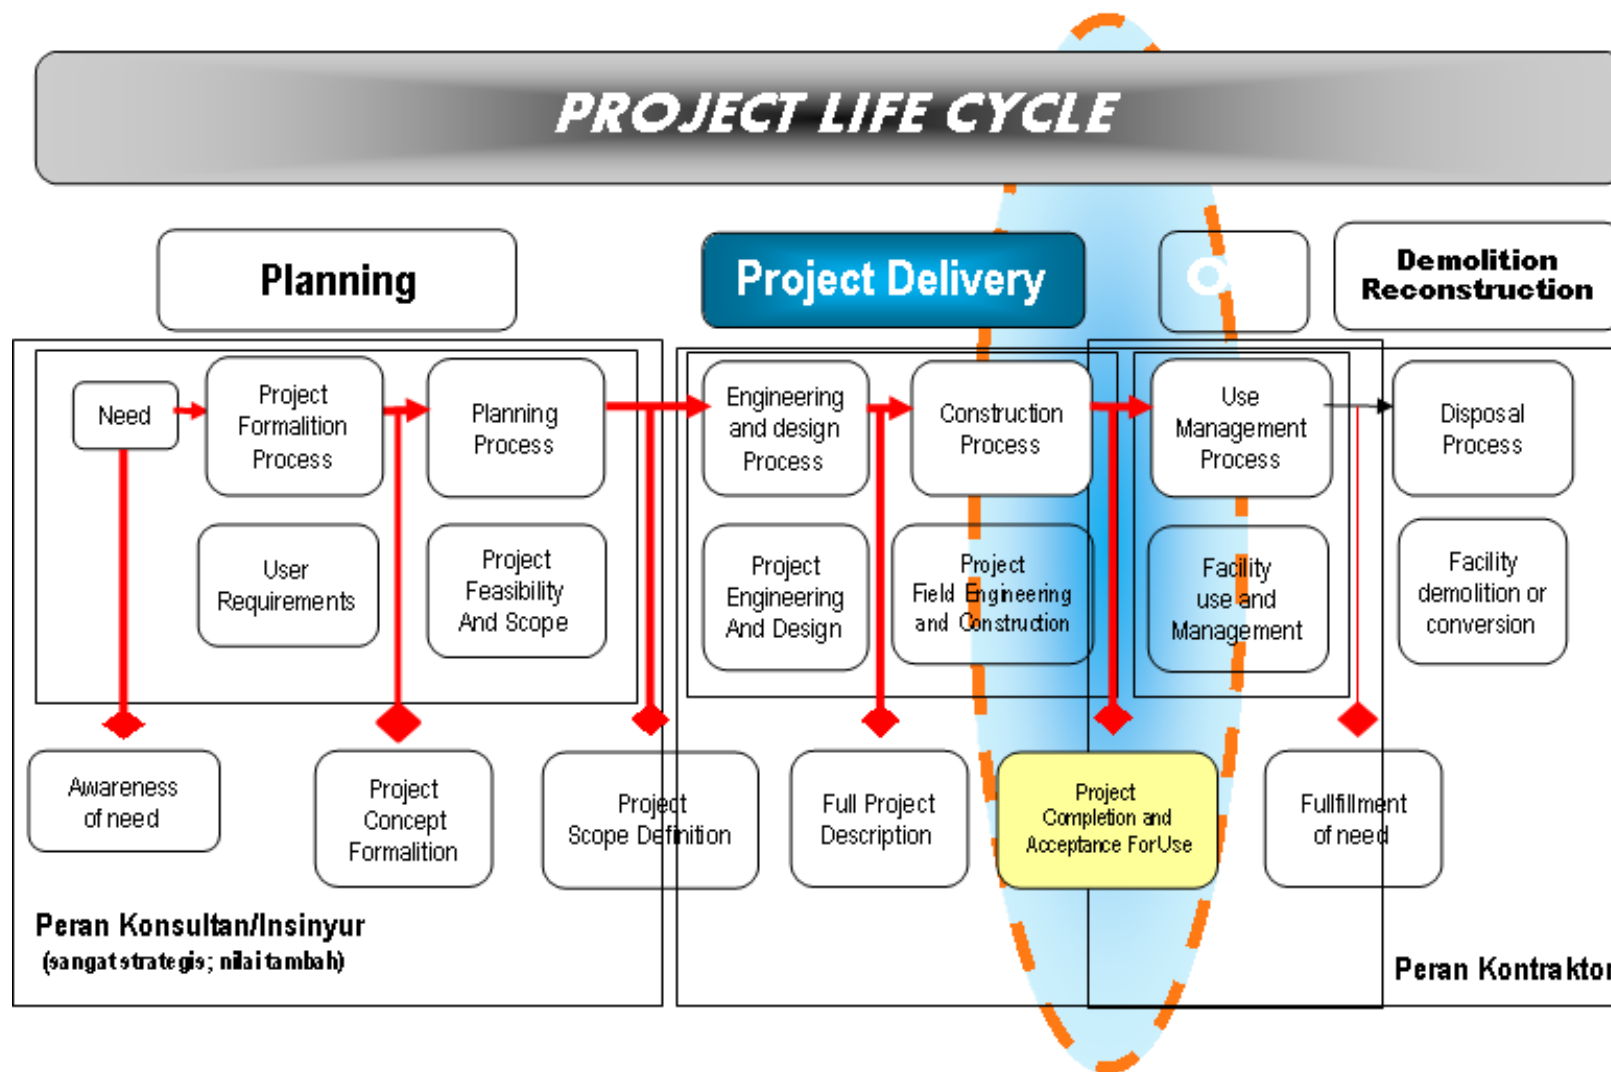 PROJECT LIFE CYCLE
Planning
Project Delivery
O
Demolition
Reconstruction
Need
Project
Formalition
Process
Planning
Process
Engineering
and design
Process
Construction
Process
Use
Management
Process
Disposal
Process
User
Requirements
Project
Feasibility
And Scope
Project
Engineering
And Design
Project
Field Engineering
and Construction
Facility
use and
Management
Facility
demolition or
conversion
Awareness
of need
Project
Concept
Formalition
Project
Scope Definition
Full Project
Description
Project
Completion and
Acceptance For Use
Fullfillment
of need
Peran Konsultan/Insinyur
(sangat strategis; nilai tambah)
Peran Kontraktor